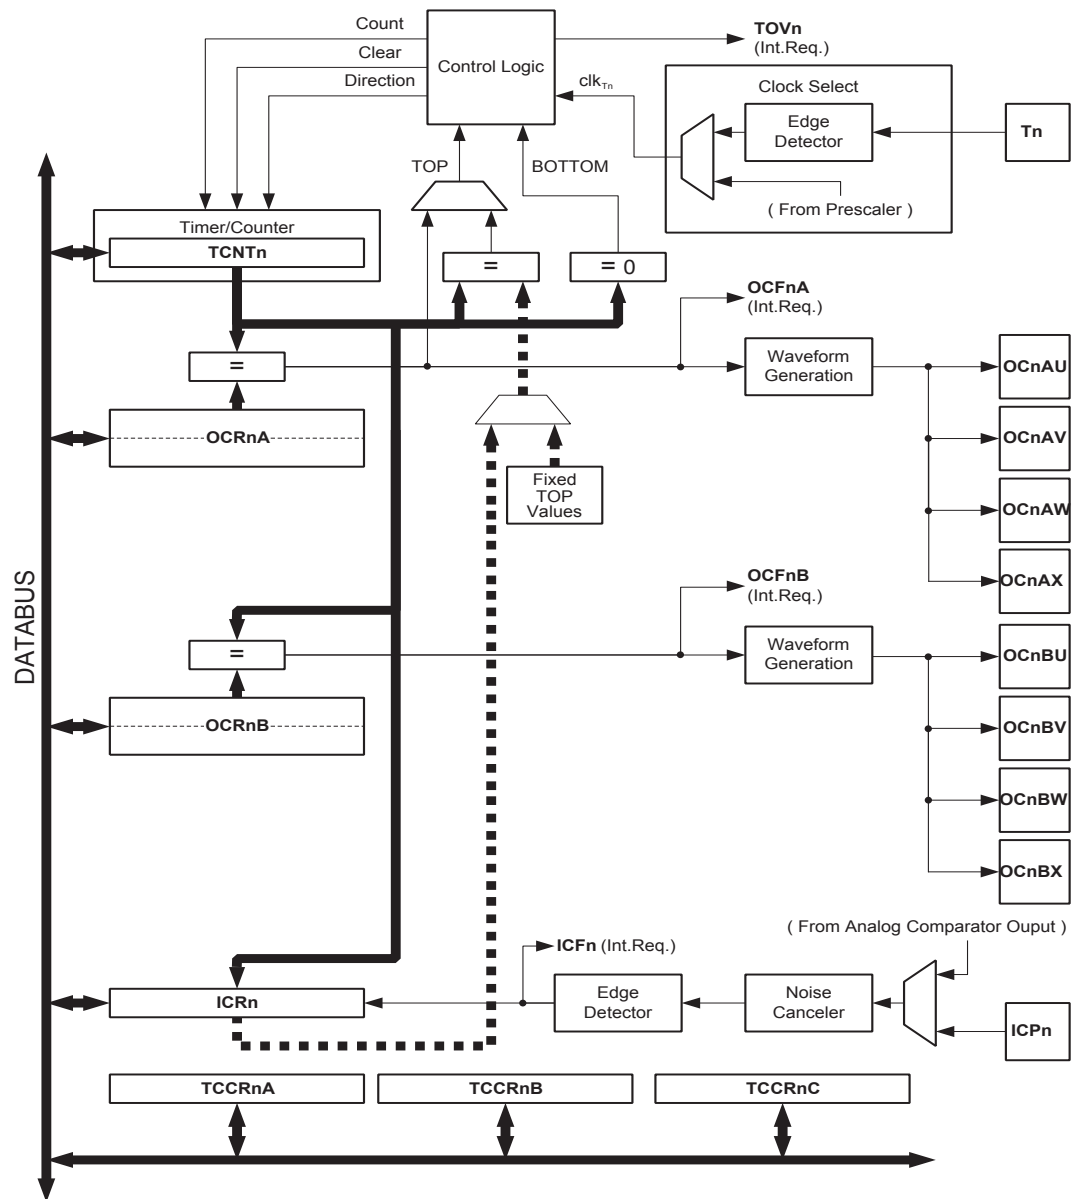 Count
Clear
Direction
Control Logic
TOVn
(Int.Req.)
clkTn
Clock Select
Edge
Detector
Tn
( From Prescaler )
TOP
BOTTOM
Timer/Counter
TCNTn
=
= 0
OCFnA
(Int.Req.)
=
Waveform
Generation
OCnAU
OCRnA
OCnAV
Fixed
TOP
Values
OCnAW
OCnAX
DATABUS
OCFnB
(Int.Req.)
=
Waveform
Generation
OCnBU
OCRnB
OCnBV
OCnBW
OCnBX
( From Analog Comparator Ouput )
ICFn (Int.Req.)
ICRn
Edge
Detector
Noise
Canceler
ICPn
TCCRnA
TCCRnB
TCCRnC